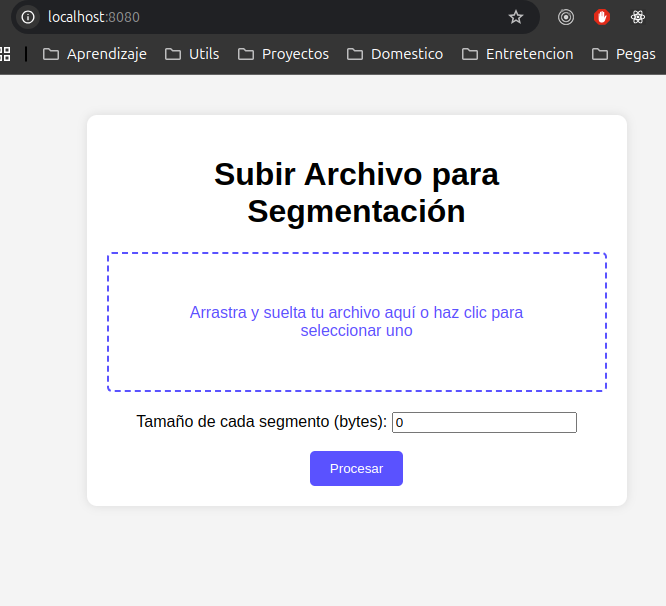 localhost:8080
Aprendizaje Utils Proyectos Domestico Entretencion Pegas
Subir Archivo para
Segmentación
Arrastra y suelta tu archivo aquí o haz clic para
seleccionar uno
Tamaño de cada segmento (bytes): 0
Procesar